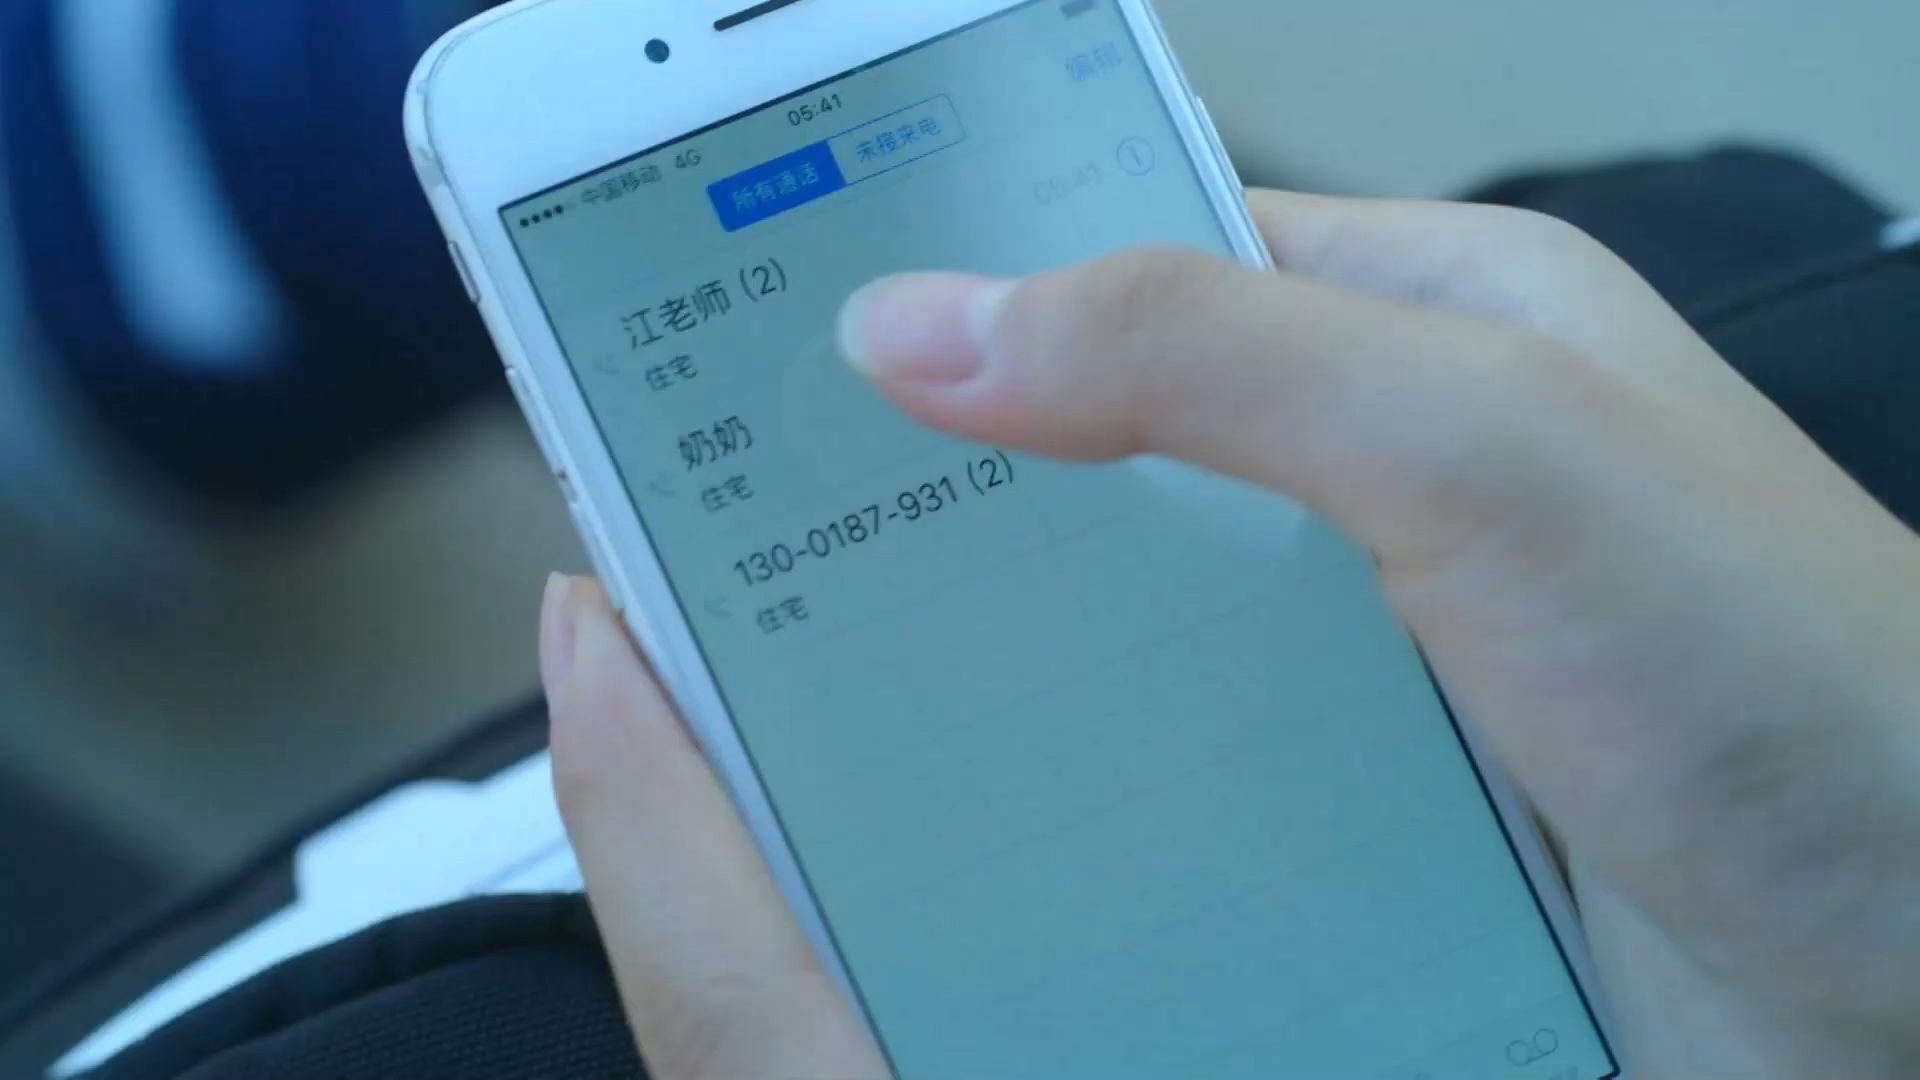 中国移动 4G 05:41
编辑
所有通话 未接来电
05:41
江老师 (2)
住宅
奶奶
住宅
130-0187-931 (2)
住宅